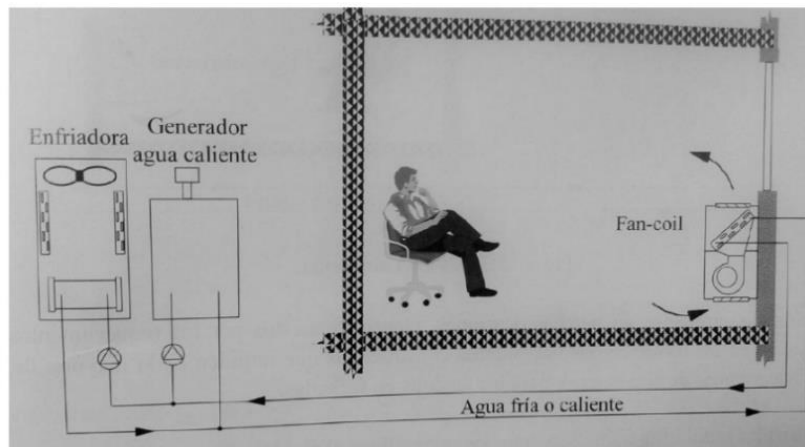 Enfriadora
Generador
agua caliente
Fan-coil
Agua fría o caliente